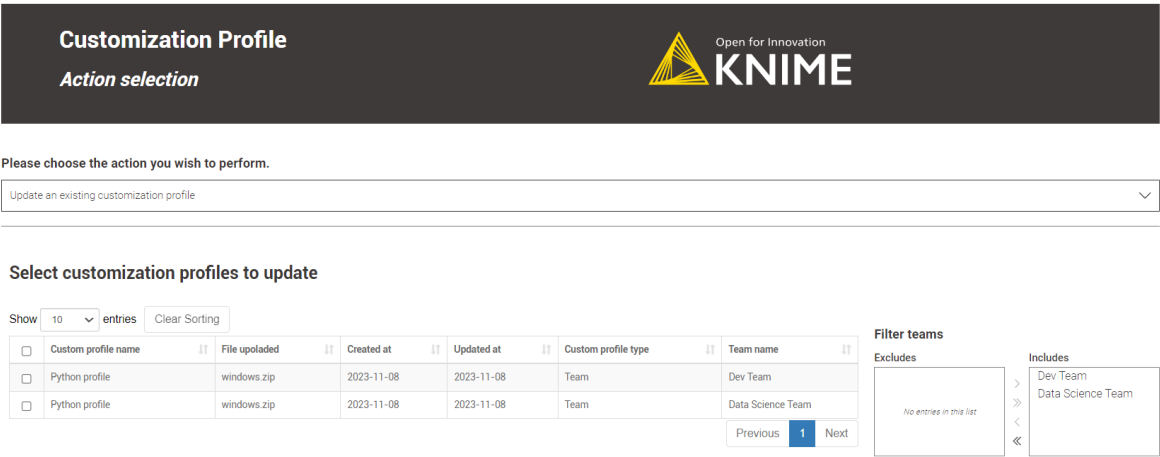 Customization Profile
Action selection
Open for Innovation
KNIME
Please choose the action you wish to perform.
Update an existing customization profile
Select customization profiles to update
Show 10 entries Clear Sorting
Custom profile name File upoladed Created at Updated at Custom profile type Team name
Python profile windows.zip 2023-11-08 2023-11-08 Team Dev Team
Python profile windows.zip 2023-11-08 2023-11-08 Team Data Science Team
Previous 1 Next
Filter teams
Excludes
No entries in this list
Includes
Dev Team
Data Science Team